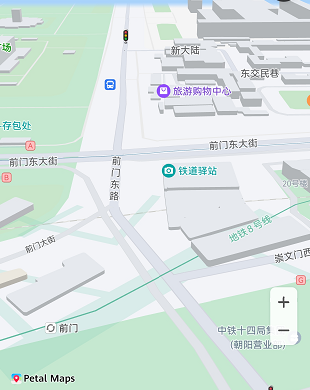 新大陆
广场
东交民巷
旅游购物中心
存包处
前门东大街
A
前门东大街
铁道驿站
B
前门东路
20号楼
地铁8号线
前门大街
崇文门西
G
+
前门
−
中铁十四局集
(朝阳营业部)
Petal Maps